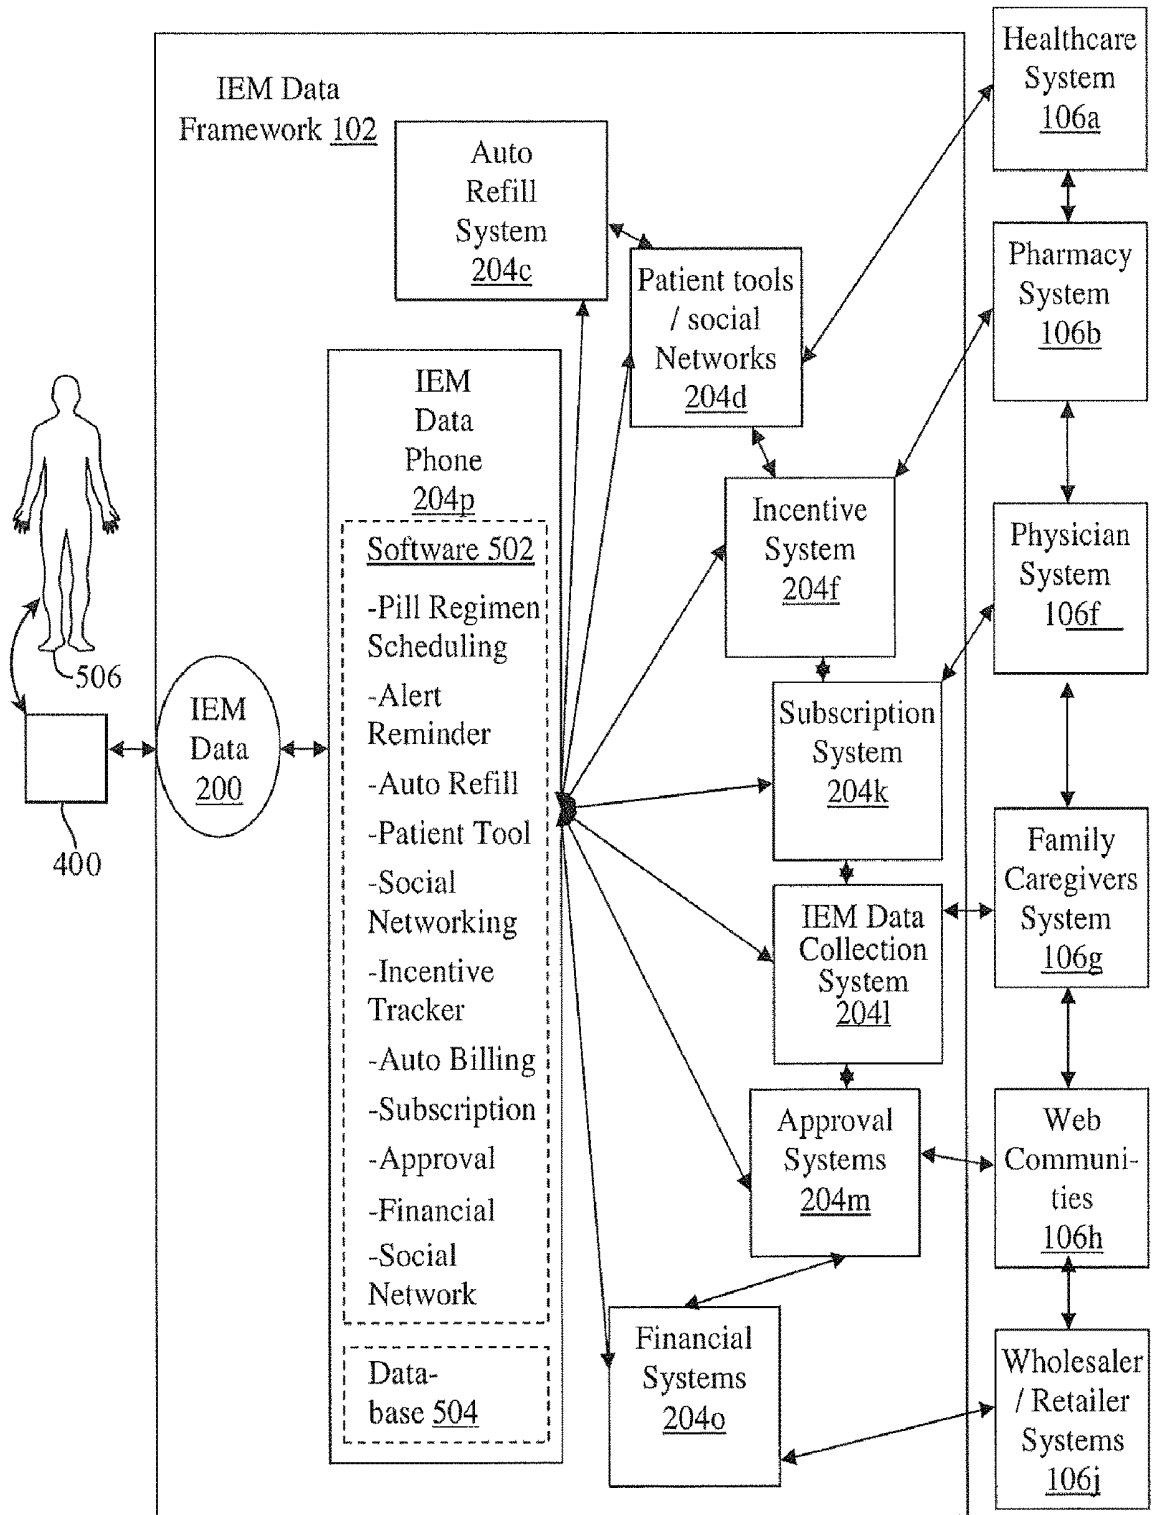 IEM Data
Framework 102
Auto
Refill
System
204c
Patient tools
/ social
Networks
204d
IEM
Data
Phone
204p
Software 502
-Pill Regimen
Scheduling
-Alert
Reminder
-Auto Refill
-Patient Tool
-Social
Networking
-Incentive
Tracker
-Auto Billing
-Subscription
-Approval
-Financial
-Social
Network
Data-
base 504
506
400
IEM
Data
200
Incentive
System
204f
Subscription
System
204k
IEM Data
Collection
System
204l
Approval
Systems
204m
Financial
Systems
204o
Healthcare
System
106a
Pharmacy
System
106b
Physician
System
106f
Family
Caregivers
System
106g
Web
Communi-
ties
106h
Wholesaler
/ Retailer
Systems
106j